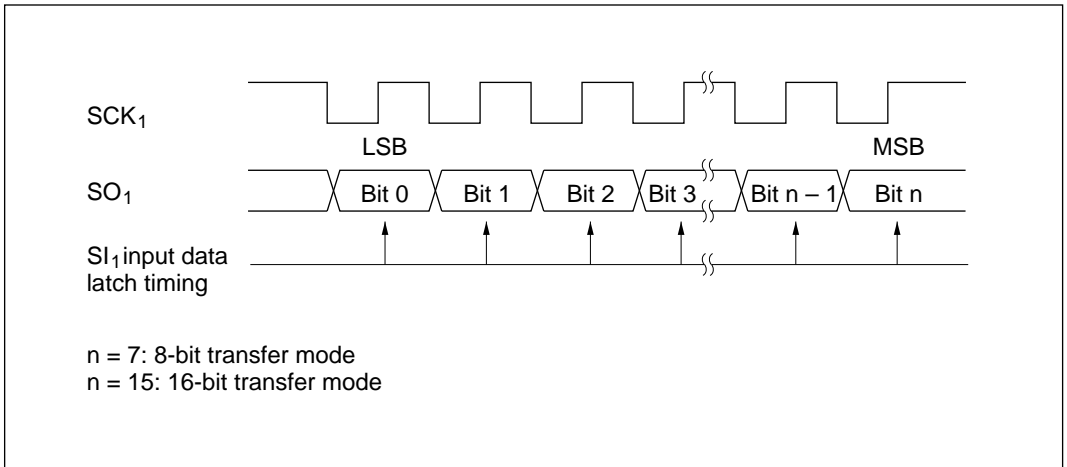 SCK1
LSB MSB
SO1 Bit 0 Bit 1 Bit 2 Bit 3 Bit n – 1 Bit n
SI1 input data
latch timing
n = 7: 8-bit transfer mode
n = 15: 16-bit transfer mode